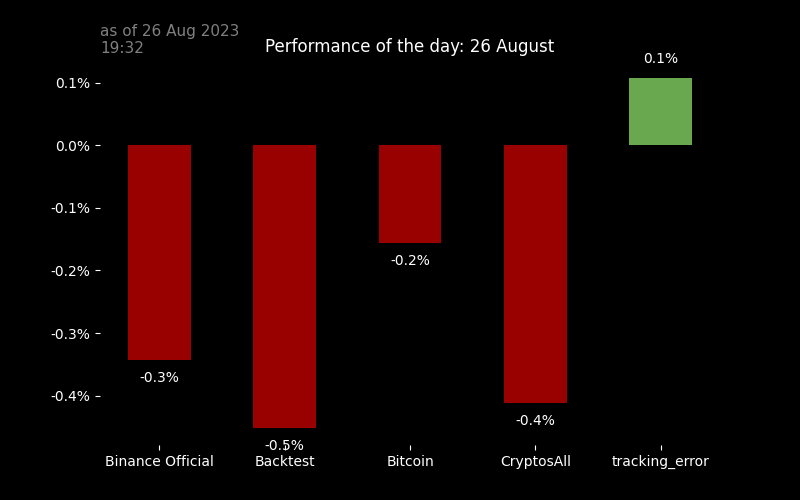 as of 26 Aug 2023
19:32
Performance of the day: 26 August
0.1%
0.1%
0.0%
-0.1%
-0.2%
-0.3%
-0.4%
-0.3%
-0.5%
-0.2%
-0.4%
Binance Official
Backtest
Bitcoin
CryptosAll
tracking_error